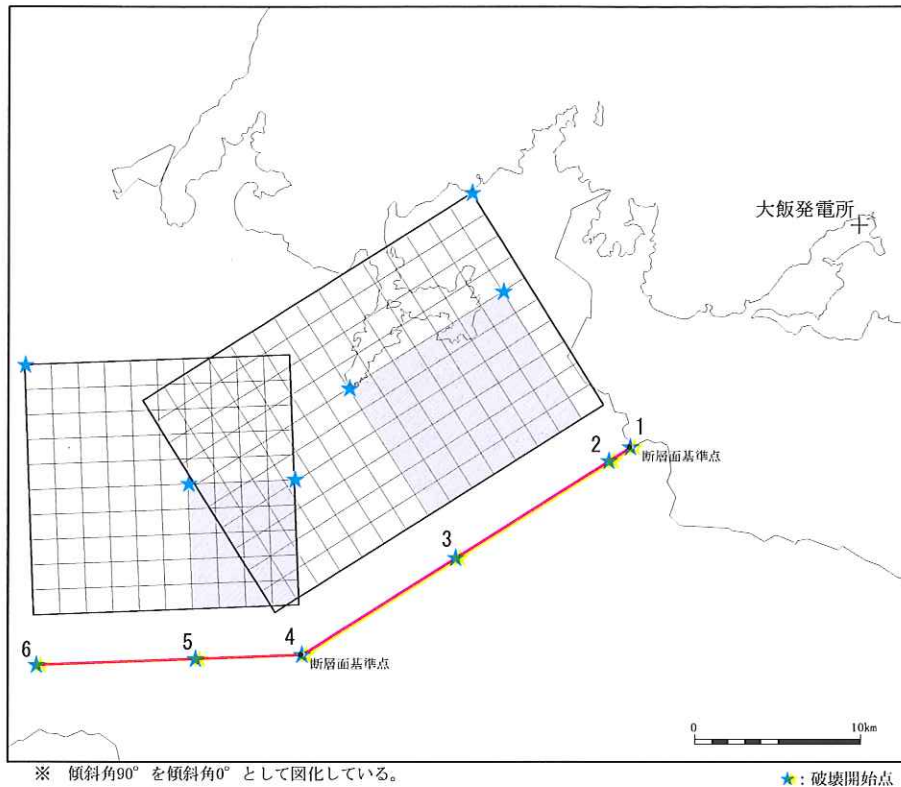 大飯発電所
1
断層面基準点
2
3
4
断層面基準点
5
6
0 10km
※ 傾斜角90° を傾斜角0° として図化している。
★：破壊開始点